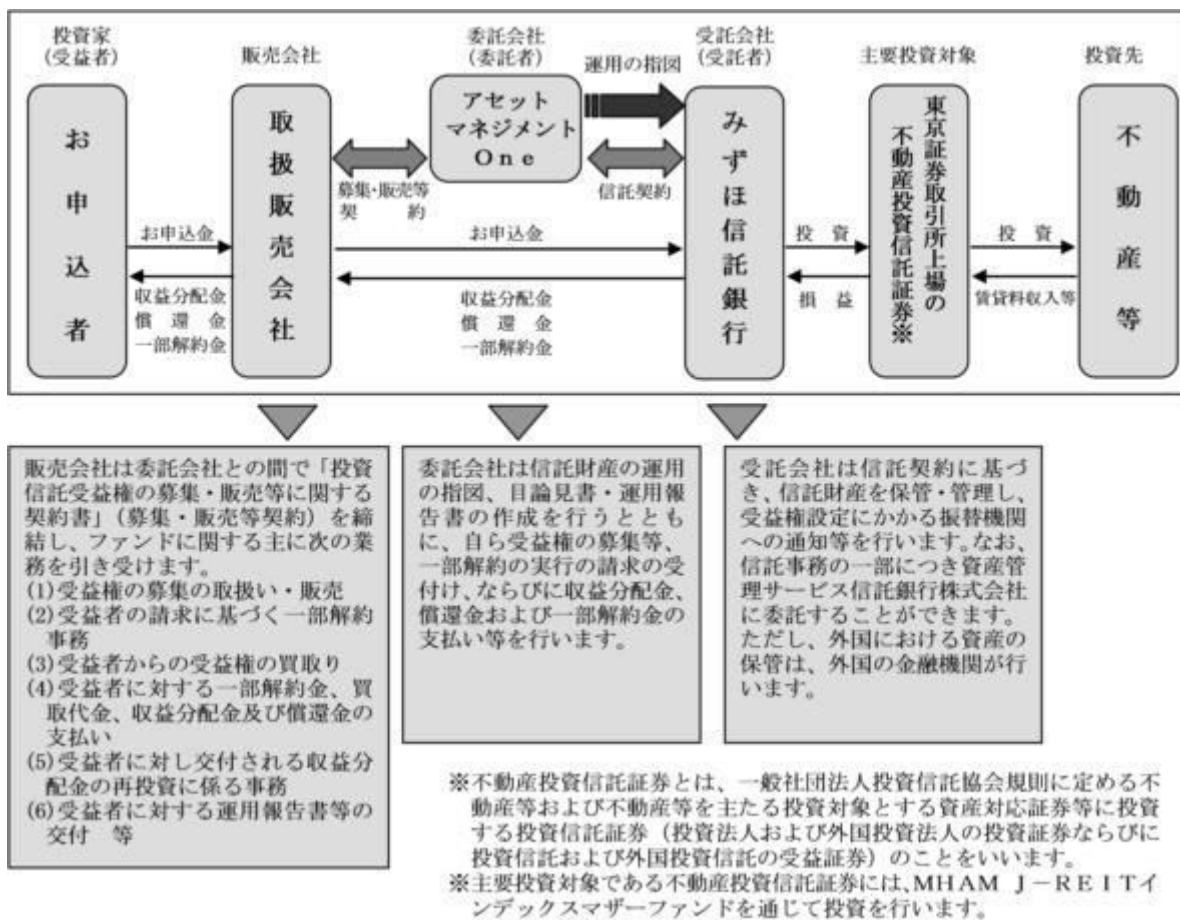 投資家
(受益者)
販売会社
委託会社
(委託者)
受託会社
(受託者)
主要投資対象
投資先
運用の指図
お申込者
取扱販売会社
アセット
マネジメント
One
みずほ信託銀行
東京証券取引所上場の
不動産投資信託証券※
不動産等
募集・販売等
契約
信託契約
お申込金
収益分配金
償還金
一部解約金
お申込金
収益分配金
償還金
一部解約金
投資
損益
投資
賃貸料収入等
販売会社は委託会社との間で「投資
信託受益権の募集・販売等に関する
契約書」(募集・販売等契約)を締
結し、ファンドに関する主に次の業
務を引き受けます。
(1)受益権の募集の取扱い・販売
(2)受益者の請求に基づく一部解約
事務
(3)受益者からの受益権の買取り
(4)受益者に対する一部解約金、買
取代金、収益分配金及び償還金の
支払い
(5)受益者に対し交付される収益分
配金の再投資に係る事務
(6)受益者に対する運用報告書等の
交付 等
委託会社は信託財産の運用
の指図、目論見書・運用報
告書の作成を行うととも
に、自ら受益権の募集等、
一部解約の実行の請求の受
付け、ならびに収益分配金、
償還金および一部解約金の
支払い等を行います。
受託会社は信託契約に基づ
き、信託財産を保管・管理し、
受益権設定にかかる振替機関
への通知等を行います。なお、
信託事務の一部につき資産管
理サービス信託銀行株式会社
に委託することができます。
ただし、外国における資産の
保管は、外国の金融機関が行
います。
※不動産投資信託証券とは、一般社団法人投資信託協会規則に定める不
動産等および不動産等を主たる投資対象とする資産対応証券等に投資
する投資信託証券(投資法人および外国投資法人の投資証券ならびに
投資信託および外国投資信託の受益証券)のことをいいます。
※主要投資対象である不動産投資信託証券には、MHAM J-REITイ
ンデックスマザーファンドを通じて投資を行います。